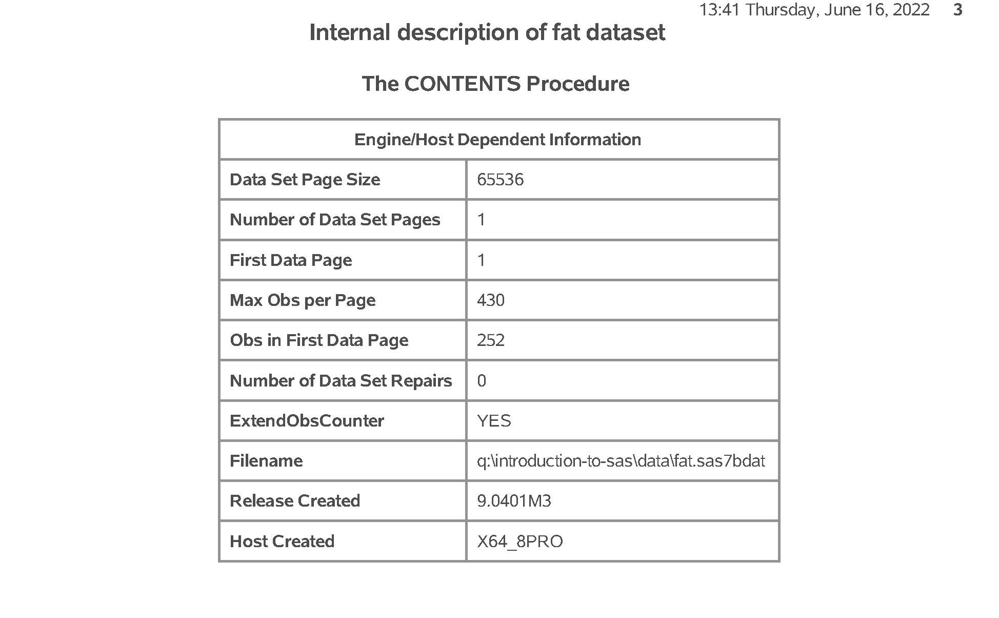 13:41 Thursday, June 16, 2022 3
Internal description of fat dataset
The CONTENTS Procedure
Engine/Host Dependent Information
Data Set Page Size 65536
Number of Data Set Pages 1
First Data Page 1
Max Obs per Page 430
Obs in First Data Page 252
Number of Data Set Repairs 0
ExtendObsCounter YES
Filename q:\introduction-to-sas\data\fat.sas7bdat
Release Created 9.0401M3
Host Created X64_8PRO